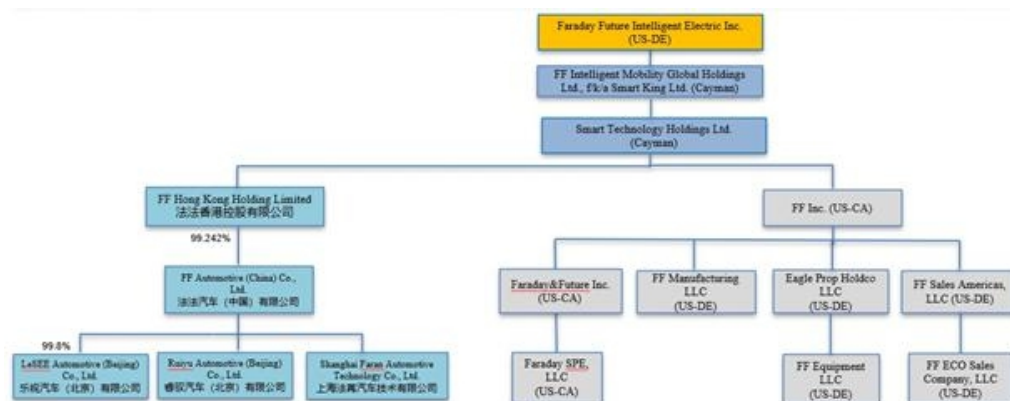 Faraday Future Intelligent Electric Inc.
(US-DE)
FF Intelligent Mobility Global Holdings
Ltd., f/k/a Smart King Ltd. (Cayman)
Smart Technology Holdings Ltd.
(Cayman)
FF Hong Kong Holding Limited
法法香港控股有限公司
FF Inc. (US-CA)
99.242%
FF Automotive (China) Co.,
Ltd.
法法汽车（中国）有限公司
Faraday&Future Inc.
(US-CA)
FF Manufacturing
LLC
(US-DE)
Eagle Prop Holdco
LLC
(US-DE)
FF Sales Americas,
LLC (US-DE)
99.8%
LeSEE Automotive (Beijing)
Co., Ltd.
乐视汽车（北京）有限公司
Ruiyu Automotive (Beijing)
Co., Ltd.
睿驭汽车（北京）有限公司
Shanghai Faran Automotive
Technology Co., Ltd.
上海法冉汽车技术有限公司
Faraday SPE,
LLC
(US-CA)
FF Equipment
LLC
(US-DE)
FF ECO Sales
Company, LLC
(US-DE)